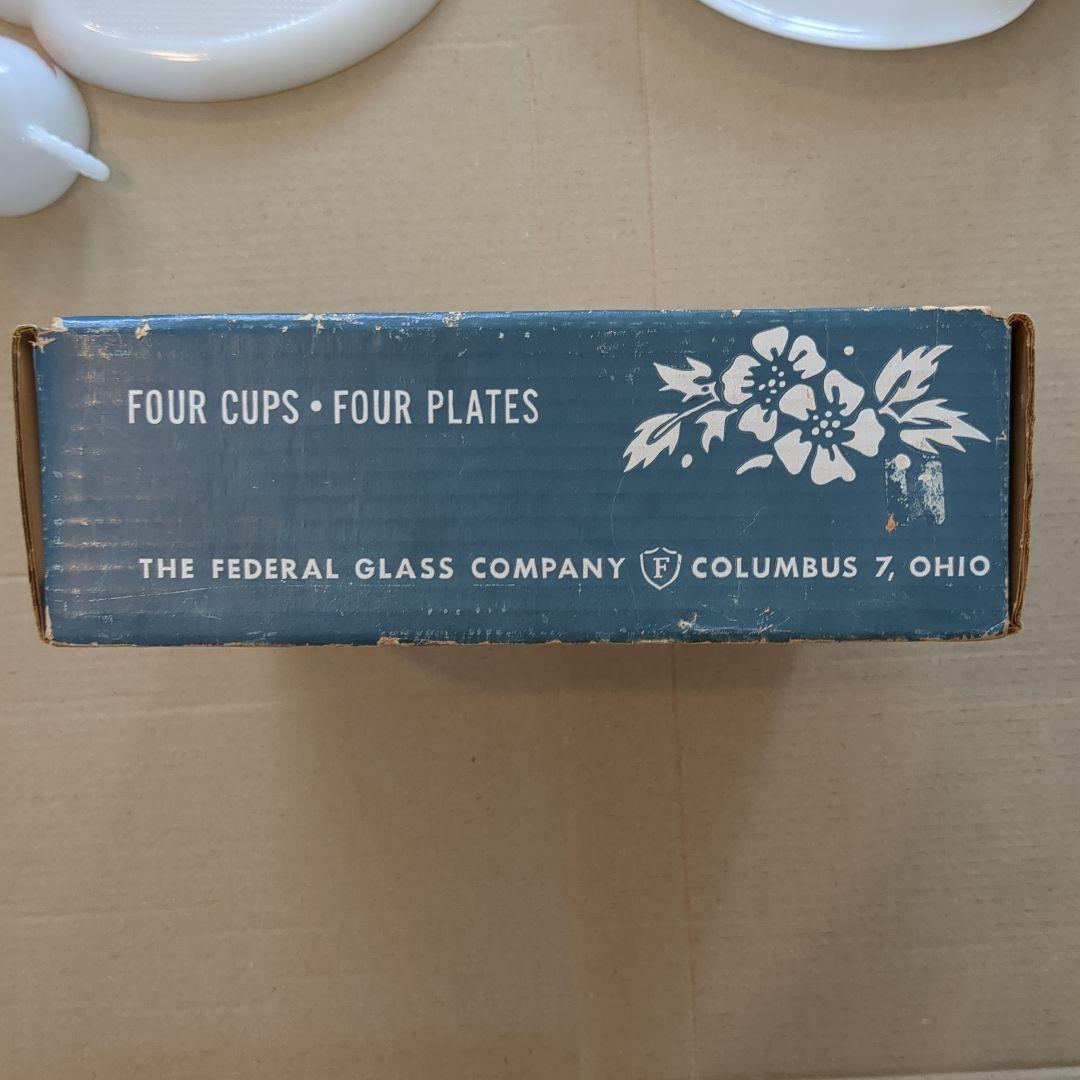 FOUR CUPS • FOUR PLATES
THE FEDERAL GLASS COMPANY F COLUMBUS 7, OHIO